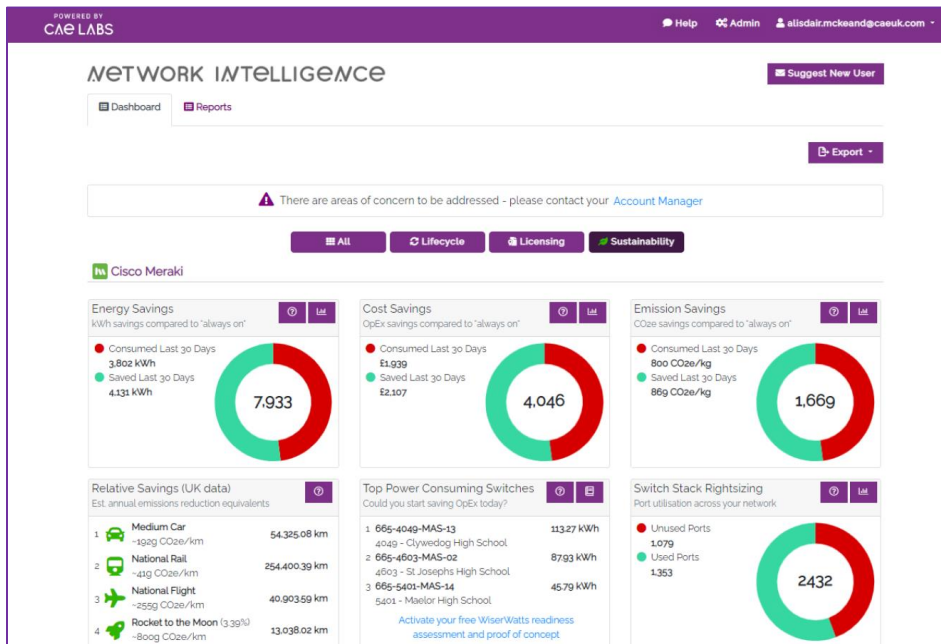 POWERED BY
CAE LABS
Help
Admin
alisdair.mckeand@caeuk.com
NETWORK INTELLIGENCE
Suggest New User
Dashboard
Reports
Export
There are areas of concern to be addressed - please contact your Account Manager
All
Lifecycle
Licensing
Sustainability
Cisco Meraki
Energy Savings
kWh savings compared to "always on"
Consumed Last 30 Days
3,802 kWh
Saved Last 30 Days
4,131 kWh
7,933
Cost Savings
OpEx savings compared to "always on"
Consumed Last 30 Days
£1,939
Saved Last 30 Days
£2,107
4,046
Emission Savings
CO2e savings compared to "always on"
Consumed Last 30 Days
800 CO2e/kg
Saved Last 30 Days
869 CO2e/kg
1,669
Relative Savings (UK data)
Est. annual emissions reduction equivalents
1 Medium Car 54,325.08 km
~192g CO2e/km
2 National Rail 254,400.39 km
~41g CO2e/km
3 National Flight 40,903.59 km
~255g CO2e/km
4 Rocket to the Moon (3.39%) 13,038.02 km
~800g CO2e/km
Top Power Consuming Switches
Could you start saving OpEx today?
1 665-4049-MAS-13 113.27 kWh
4049 - Clywedog High School
2 665-4603-MAS-02 87.93 kWh
4603 - St Josephs High School
3 665-5401-MAS-14 45.79 kWh
5401 - Maelor High School
Activate your free WiserWatts readiness
assessment and proof of concept
Switch Stack Rightsizing
Port utilisation across your network
Unused Ports
1,079
Used Ports
1,353
2432